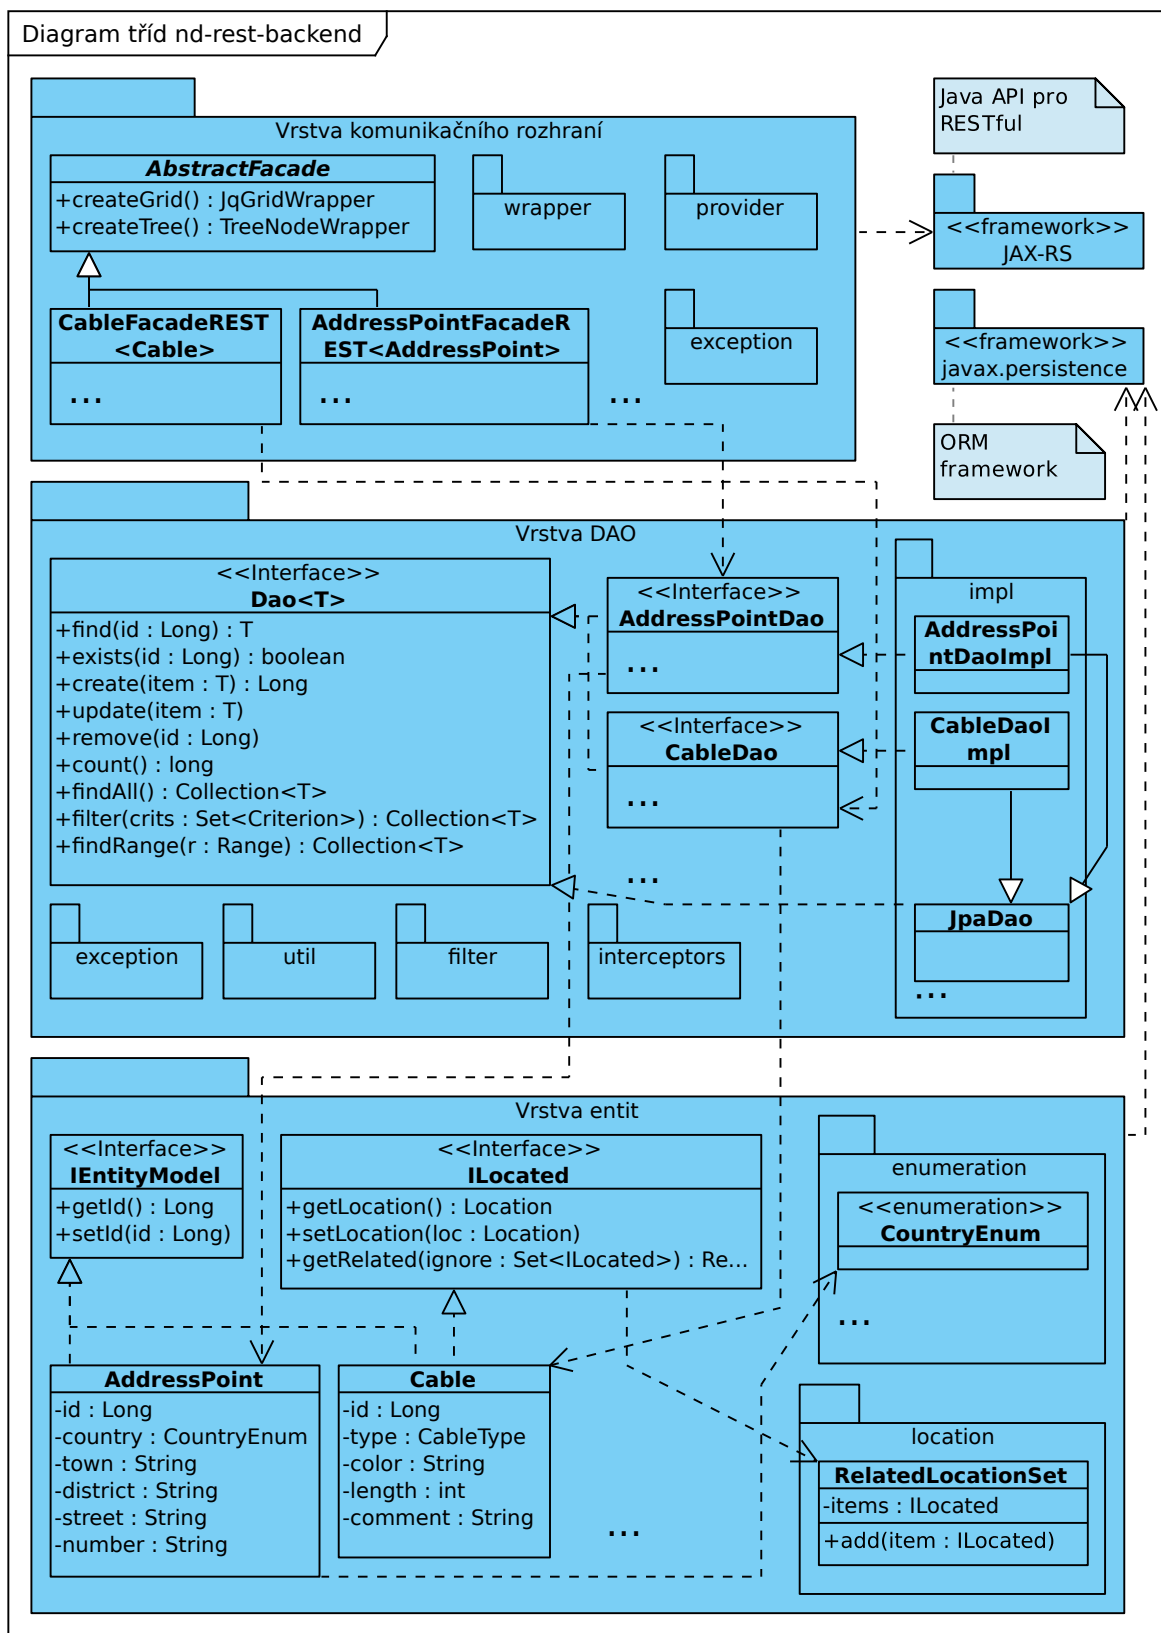 Diagram tříd nd-rest-backend
Vrstva komunikačního rozhraní
AbstractFacade
+createGrid() : JqGridWrapper
+createTree() : TreeNodeWrapper
wrapper
provider
CableFacadeREST
<Cable>
...
AddressPointFacadeR
EST<AddressPoint>
...
...
exception
Java API pro
RESTful
<<framework>>
JAX-RS
<<framework>>
javax.persistence
ORM
framework
Vrstva DAO
<<Interface>>
Dao<T>
+find(id : Long) : T
+exists(id : Long) : boolean
+create(item : T) : Long
+update(item : T)
+remove(id : Long)
+count() : long
+findAll() : Collection<T>
+filter(crits : Set<Criterion>) : Collection<T>
+findRange(r : Range) : Collection<T>
<<Interface>>
AddressPointDao
...
<<Interface>>
CableDao
...
...
impl
AddressPoi
ntDaoImpl
CableDaoI
mpl
JpaDao
...
exception
util
filter
interceptors
Vrstva entit
<<Interface>>
IEntityModel
+getId() : Long
+setId(id : Long)
<<Interface>>
ILocated
+getLocation() : Location
+setLocation(loc : Location)
+getRelated(ignore : Set<ILocated>) : Re...
enumeration
<<enumeration>>
CountryEnum
...
AddressPoint
-id : Long
-country : CountryEnum
-town : String
-district : String
-street : String
-number : String
Cable
-id : Long
-type : CableType
-color : String
-length : int
-comment : String
...
location
RelatedLocationSet
-items : ILocated
+add(item : ILocated)